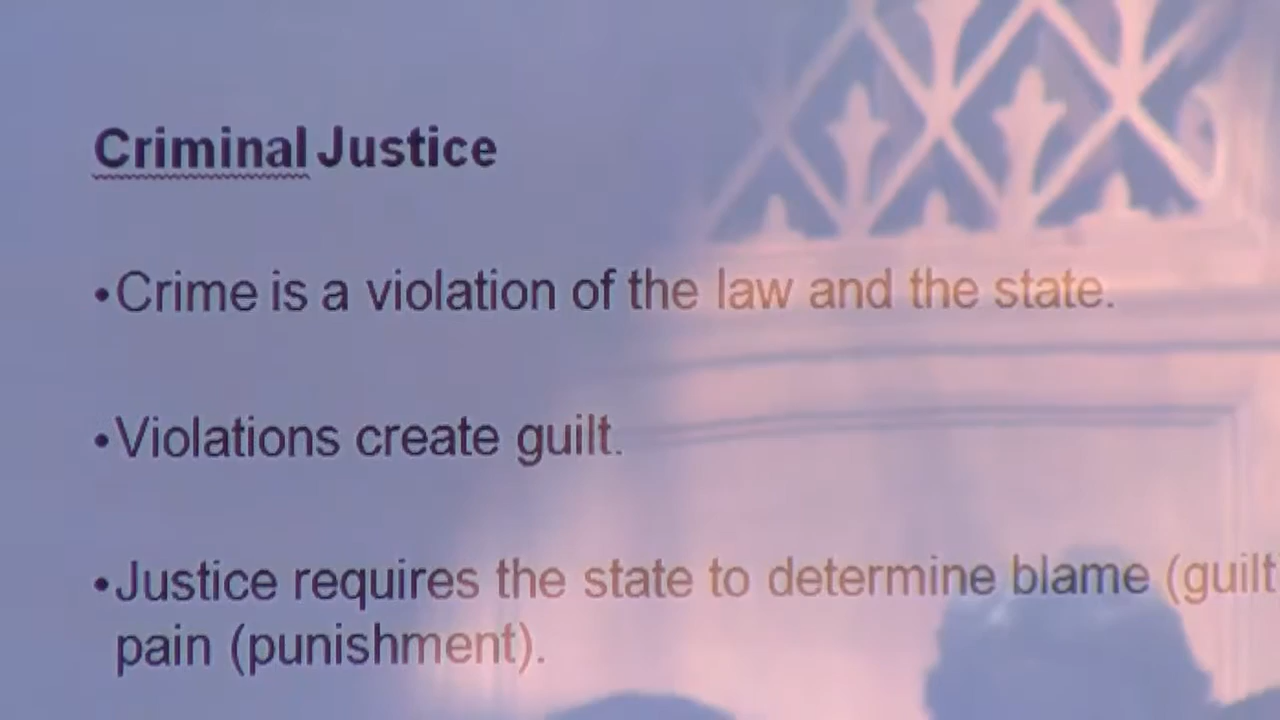 Criminal Justice
•Crime is a violation of the law and the state.
•Violations create guilt.
•Justice requires the state to determine blame (guilt
pain (punishment).